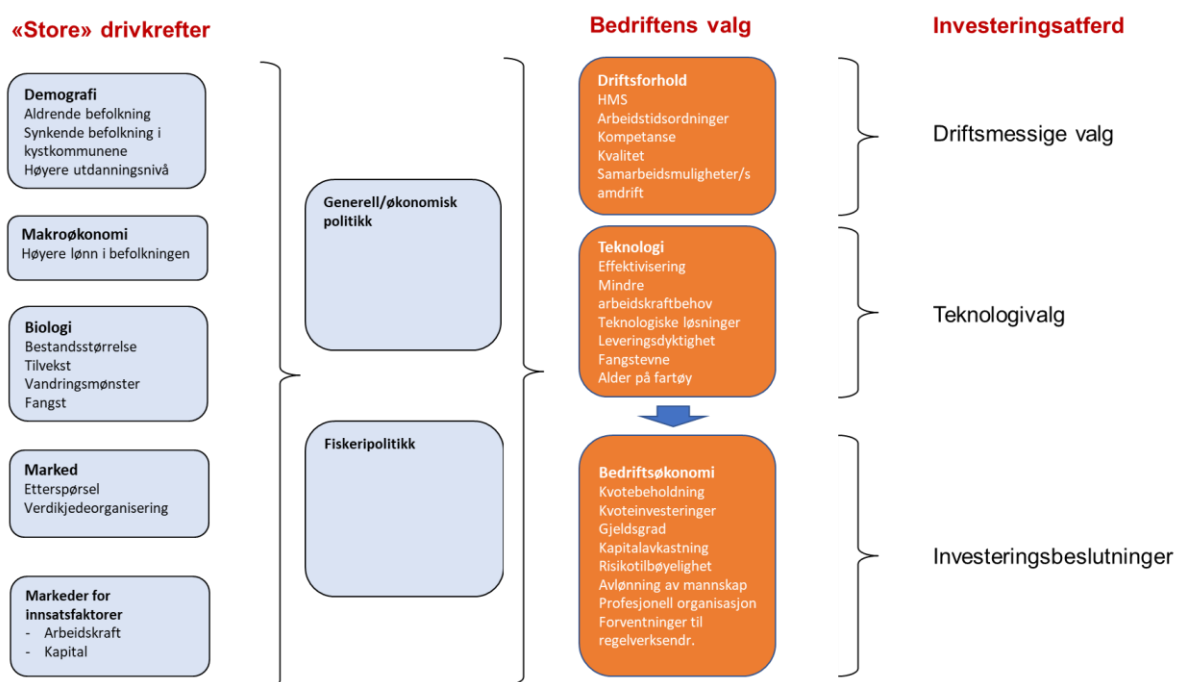 «Store» drivkrefter
Demografi
Aldrende befolkning
Synkende befolkning i
kystkommunene
Høyere utdanningsnivå
Makroøkonomi
Høyere lønn i befolkningen
Biologi
Bestandsstørrelse
Tilvekst
Vandringsmønster
Fangst
Marked
Etterspørsel
Verdikjedeorganisering
Markeder for
innsatsfaktorer
- Arbeidskraft
- Kapital
Generell/økonomisk
politikk
Fiskeripolitikk
Bedriftens valg
Driftsforhold
HMS
Arbeidstidsordninger
Kompetanse
Kvalitet
Samarbeidsmuligheter/s
amdrift
Teknologi
Effektivisering
Mindre
arbeidskraftbehov
Teknologiske løsninger
Leveringsdyktighet
Fangstevne
Alder på fartøy
Bedriftsøkonomi
Kvotebeholdning
Kvoteinvesteringer
Gjeldsgrad
Kapitalavkastning
Risikotilbøyelighet
Avlønning av mannskap
Profesjonell organisasjon
Forventninger til
regelverksendr.
Investeringsatferd
Driftsmessige valg
Teknologivalg
Investeringsbeslutninger